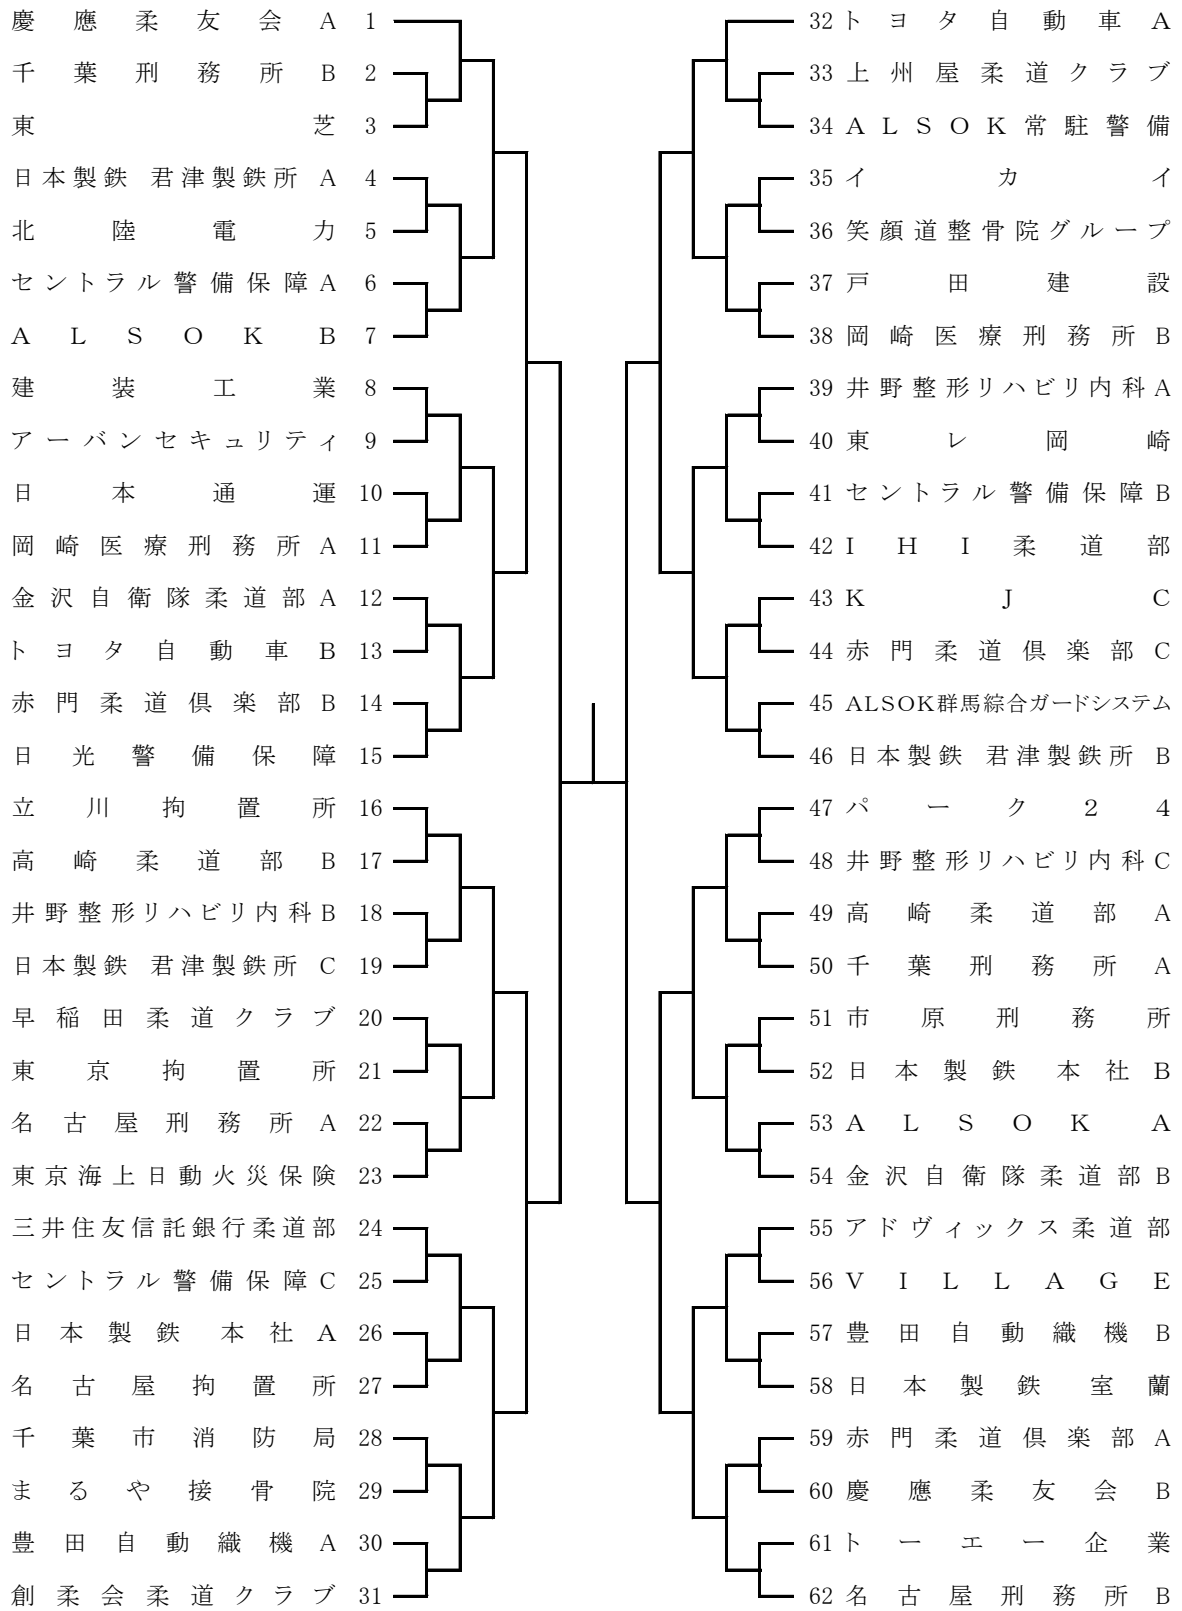 慶應柔友会A 1
千葉刑務所B 2
東芝 3
日本製鉄 君津製鉄所 A 4
北陸電力 5
セントラル警備保障A 6
ALSOK B 7
建装工業 8
アーバンセキュリティ 9
日本通運 10
岡崎医療刑務所A 11
金沢自衛隊柔道部A 12
トヨタ自動車B 13
赤門柔道倶楽部B 14
日光警備保障 15
立川拘置所 16
高崎柔道部B 17
井野整形リハビリ内科B 18
日本製鉄 君津製鉄所 C 19
早稲田柔道クラブ 20
東京拘置所 21
名古屋刑務所A 22
東京海上日動火災保険 23
三井住友信託銀行柔道部 24
セントラル警備保障C 25
日本製鉄 本社A 26
名古屋拘置所 27
千葉市消防局 28
まるや接骨院 29
豊田自動織機A 30
創柔会柔道クラブ 31
32 トヨタ自動車A
33 上州屋柔道クラブ
34 ALSOK常駐警備
35 イカイ
36 笑顔道整骨院グループ
37 戸田建設
38 岡崎医療刑務所B
39 井野整形リハビリ内科A
40 東レ岡崎
41 セントラル警備保障B
42 IHI柔道部
43 KJC
44 赤門柔道倶楽部C
45 ALSOK群馬綜合ガードシステム
46 日本製鉄 君津製鉄所 B
47 パーク24
48 井野整形リハビリ内科C
49 高崎柔道部A
50 千葉刑務所A
51 市原刑務所
52 日本製鉄 本社B
53 ALSOK A
54 金沢自衛隊柔道部B
55 アドヴィックス柔道部
56 VILLAGE
57 豊田自動織機B
58 日本製鉄室蘭
59 赤門柔道倶楽部A
60 慶應柔友会B
61 トーエー企業
62 名古屋刑務所B